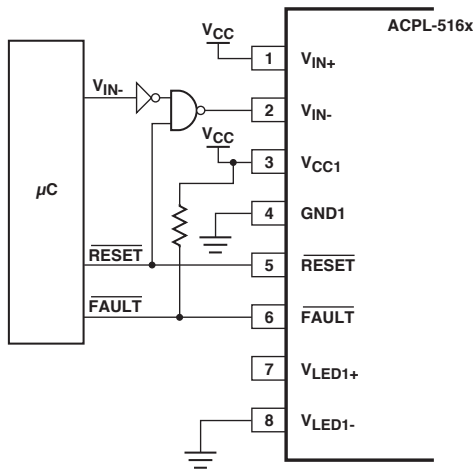 ACPL-516x
VCC
1 VIN+
VIN-
2 VIN-
VCC
3 VCC1
µC
4 GND1
RESET
5 RESET
FAULT
6 FAULT
7 VLED1+
8 VLED1-